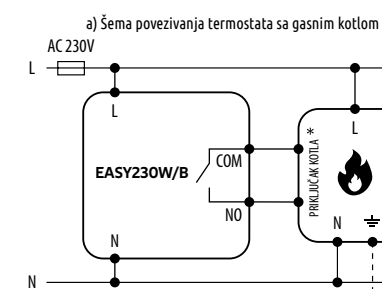 a) Šema povezivanja termostata sa gasnim kotlom
AC 230V
L
L
L
EASY230W/B
COM
NO
PRIKLJUČAK KOTLA *
N
N
N